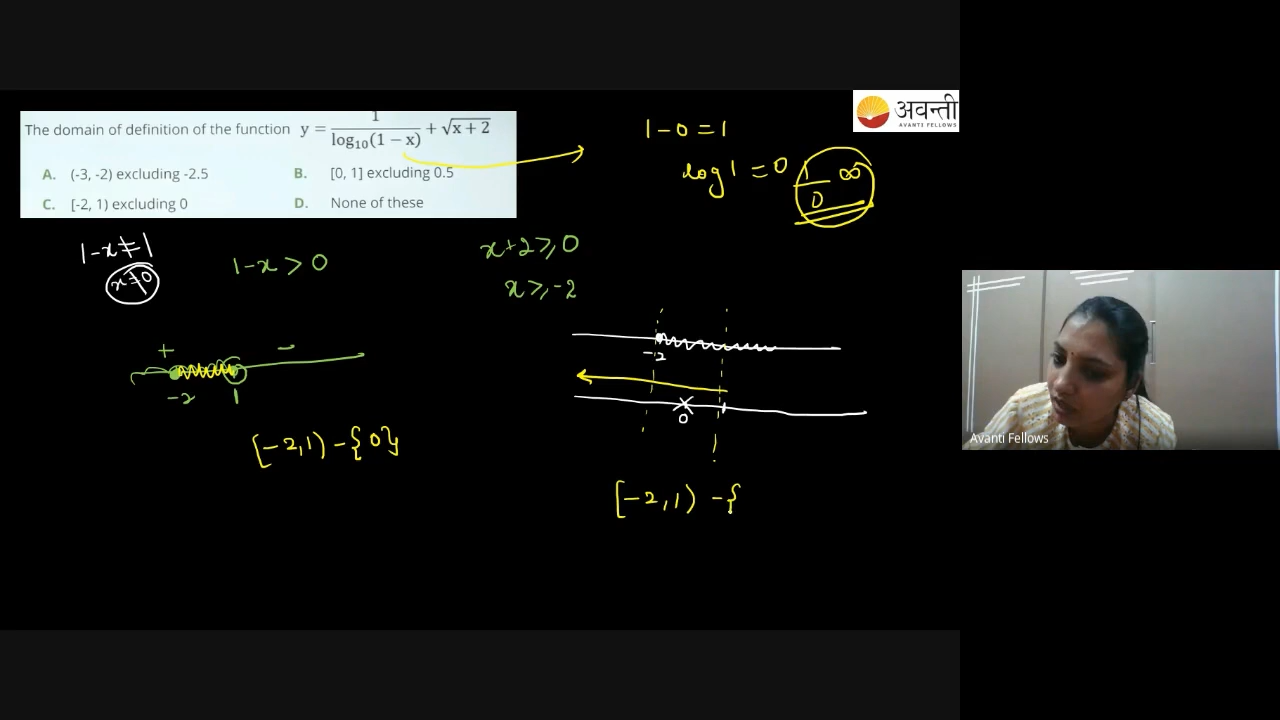 The domain of definition of the function y = 1/log₁₀(1 − x) + √(x + 2)
A. (-3, -2) excluding -2.5
B. [0, 1] excluding 0.5
C. [-2, 1) excluding 0
D. None of these
अवन्ती
AVANTI FELLOWS
1-0=1
log 1 = 0
1/0 ∞
1-x≠1
x≠0
1-x > 0
x+2 ≥ 0
x ≥ -2
+ -
-2 1
[-2,1) -{0}
-2
0
[-2,1) -{
Avanti Fellows